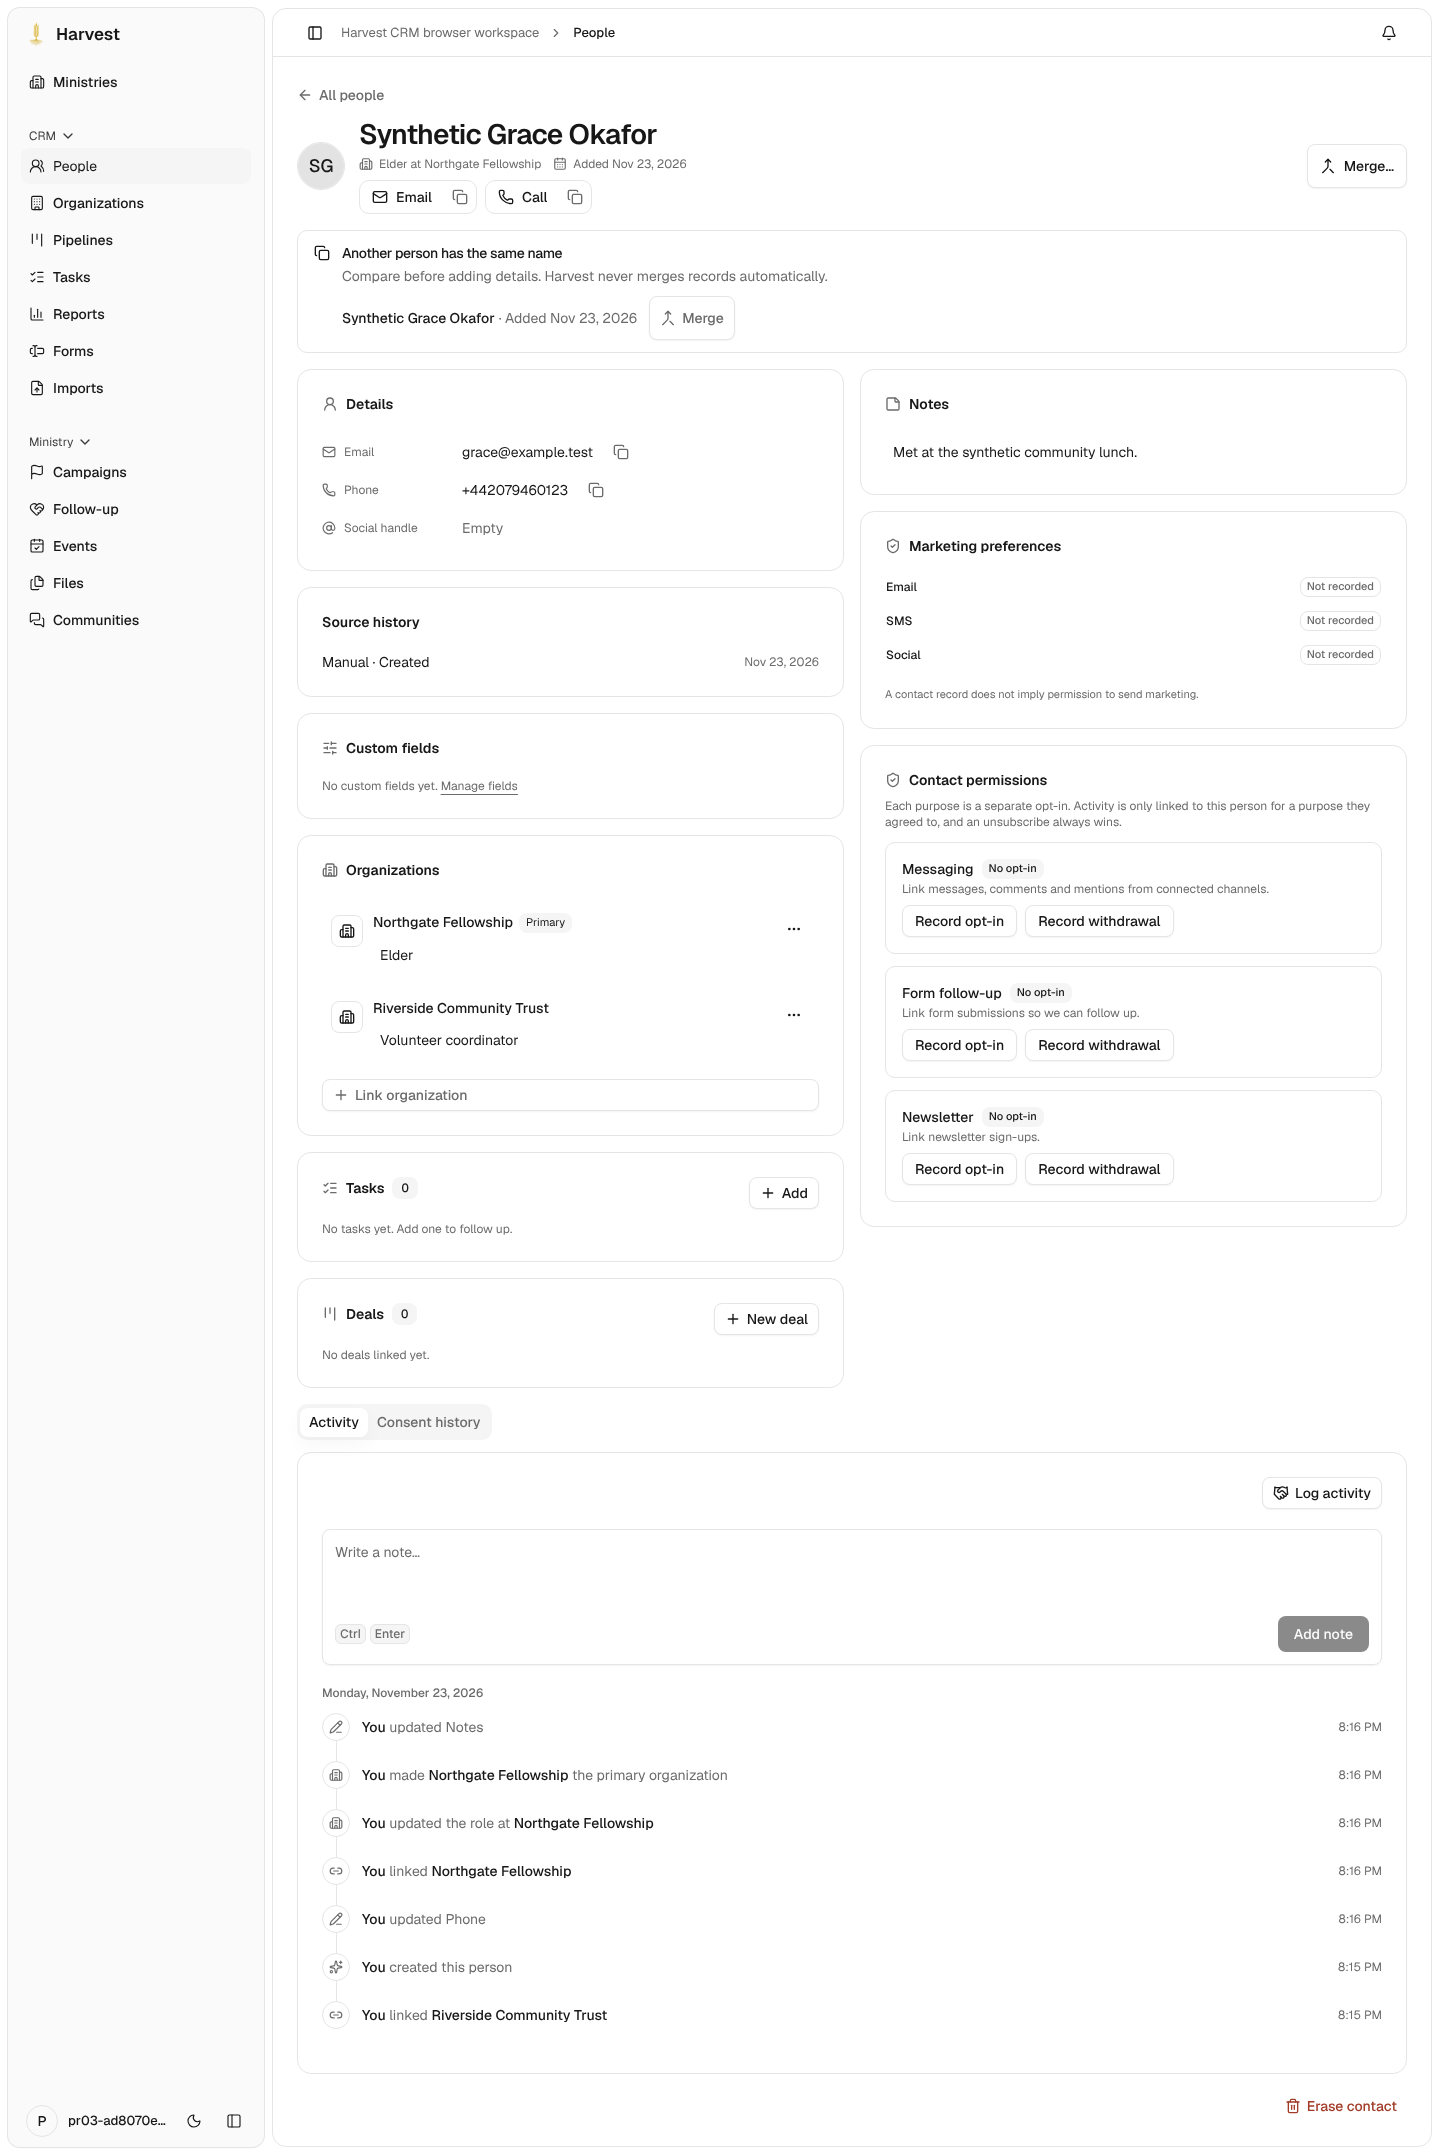 Harvest
Ministries
CRM
People
Organizations
Pipelines
Tasks
Reports
Forms
Imports
Ministry
Campaigns
Follow-up
Events
Files
Communities
P
pr03-ad8070e...
Harvest CRM browser workspace
People
All people
SG
Synthetic Grace Okafor
Elder at Northgate Fellowship
Added Nov 23, 2026
Email
Call
Merge...
Another person has the same name
Compare before adding details. Harvest never merges records automatically.
Synthetic Grace Okafor · Added Nov 23, 2026
Merge
Details
Email
grace@example.test
Phone
+442079460123
Social handle
Empty
Source history
Manual · Created
Nov 23, 2026
Custom fields
No custom fields yet. Manage fields
Organizations
Northgate Fellowship
Primary
Elder
Riverside Community Trust
Volunteer coordinator
Link organization
Tasks
0
Add
No tasks yet. Add one to follow up.
Deals
0
New deal
No deals linked yet.
Notes
Met at the synthetic community lunch.
Marketing preferences
Email
Not recorded
SMS
Not recorded
Social
Not recorded
A contact record does not imply permission to send marketing.
Contact permissions
Each purpose is a separate opt-in. Activity is only linked to this person for a purpose they
agreed to, and an unsubscribe always wins.
Messaging
No opt-in
Link messages, comments and mentions from connected channels.
Record opt-in
Record withdrawal
Form follow-up
No opt-in
Link form submissions so we can follow up.
Record opt-in
Record withdrawal
Newsletter
No opt-in
Link newsletter sign-ups.
Record opt-in
Record withdrawal
Activity
Consent history
Log activity
Write a note...
Ctrl
Enter
Add note
Monday, November 23, 2026
You updated Notes
8:16 PM
You made Northgate Fellowship the primary organization
8:16 PM
You updated the role at Northgate Fellowship
8:16 PM
You linked Northgate Fellowship
8:16 PM
You updated Phone
8:16 PM
You created this person
8:15 PM
You linked Riverside Community Trust
8:15 PM
Erase contact